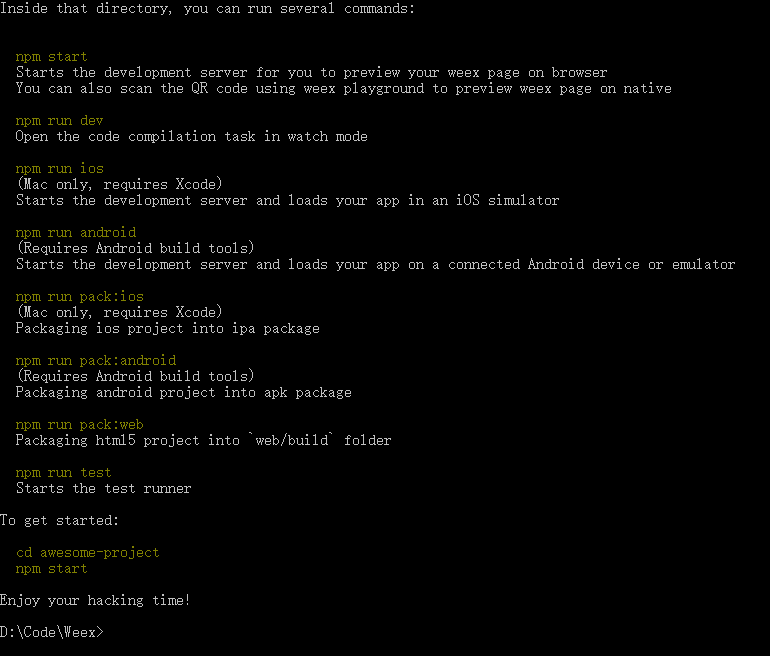 Inside that directory, you can run several commands:
npm start
Starts the development server for you to preview your weex page on browser
You can also scan the QR code using weex playground to preview weex page on native
npm run dev
Open the code compilation task in watch mode
npm run ios
(Mac only, requires Xcode)
Starts the development server and loads your app in an iOS simulator
npm run android
(Requires Android build tools)
Starts the development server and loads your app on a connected Android device or emulator
npm run pack:ios
(Mac only, requires Xcode)
Packaging ios project into ipa package
npm run pack:android
(Requires Android build tools)
Packaging android project into apk package
npm run pack:web
Packaging html5 project into `web/build` folder
npm run test
Starts the test runner
To get started:
cd awesome-project
npm start
Enjoy your hacking time!
D:\Code\Weex>